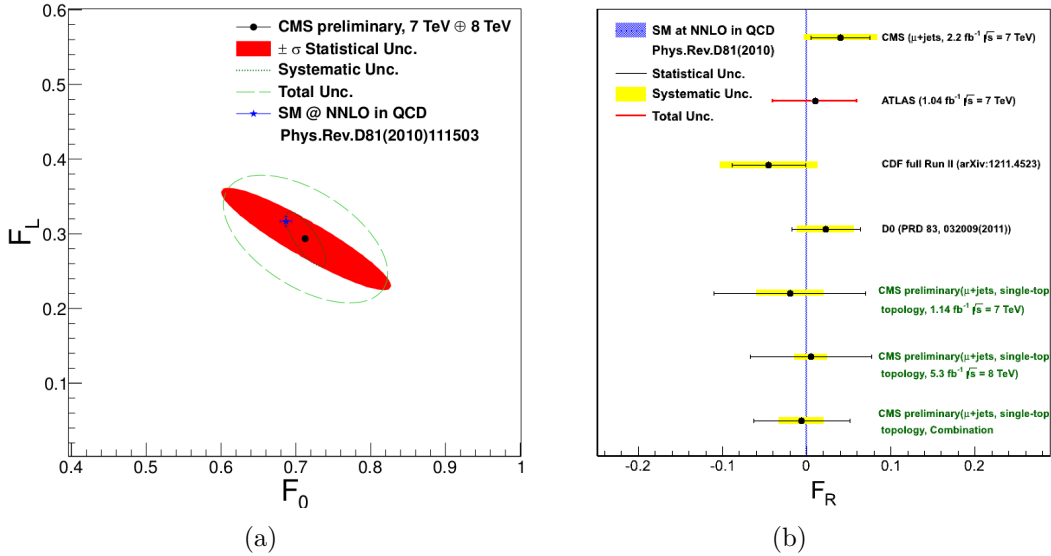 0.6
0.5
0.4
0.3
0.2
0.1
F_L
CMS preliminary, 7 TeV ⊕ 8 TeV
± σ Statistical Unc.
Systematic Unc.
Total Unc.
SM @ NNLO in QCD
Phys.Rev.D81(2010)111503
0.4 0.5 0.6 0.7 0.8 0.9 1
F_0
(a)
SM at NNLO in QCD
Phys.Rev.D81(2010)
Statistical Unc.
Systematic Unc.
Total Unc.
CMS (μ+jets, 2.2 fb⁻¹ √s = 7 TeV)
ATLAS (1.04 fb⁻¹ √s = 7 TeV)
CDF full Run II (arXiv:1211.4523)
D0 (PRD 83, 032009(2011))
CMS preliminary(μ+jets, single-top
topology, 1.14 fb⁻¹ √s = 7 TeV)
CMS preliminary(μ+jets, single-top
topology, 5.3 fb⁻¹ √s = 8 TeV)
CMS preliminary(μ+jets, single-top
topology, Combination
-0.2 -0.1 0 0.1 0.2
F_R
(b)